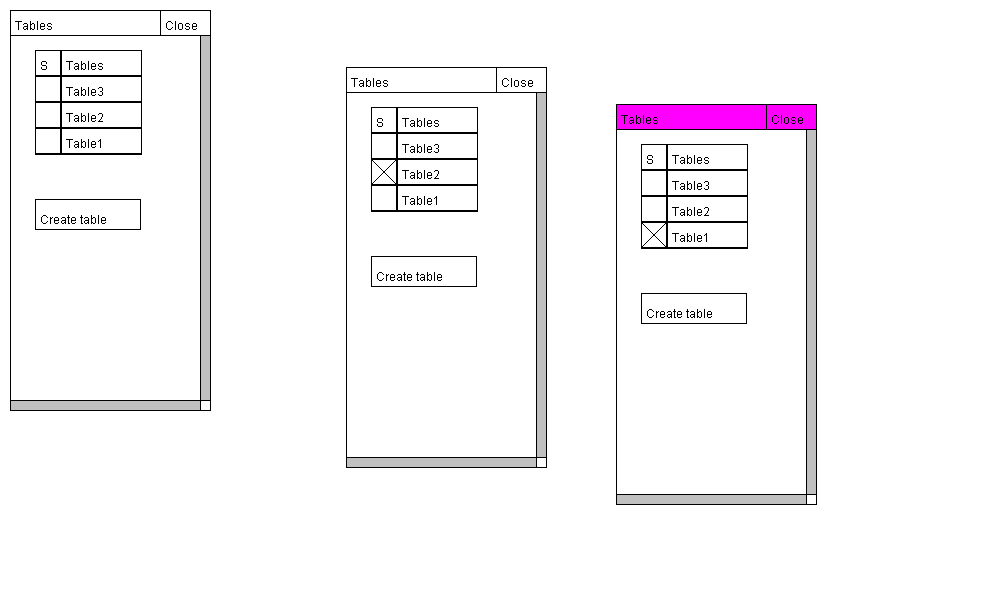 Tables Close
S Tables
Table3
Table2
Table1
Create table
Tables Close
S Tables
Table3
Table2
Table1
Create table
Tables Close
S Tables
Table3
Table2
Table1
Create table